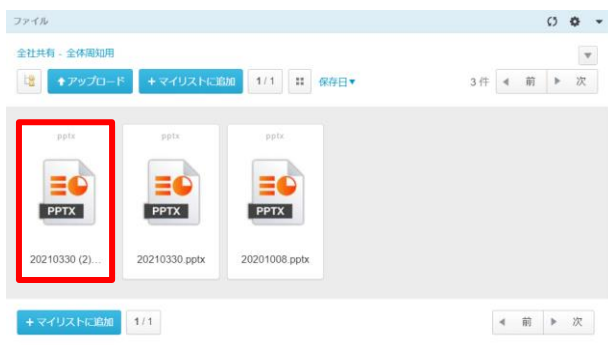 ファイル
全社共有 - 全体周知用
アップロード + マイリストに追加 1 / 1 保存日▼ 3 件 前 次
pptx pptx pptx
PPTX PPTX PPTX
20210330 (2)... 20210330.pptx 20201008.pptx
+ マイリストに追加 1 / 1 前 次